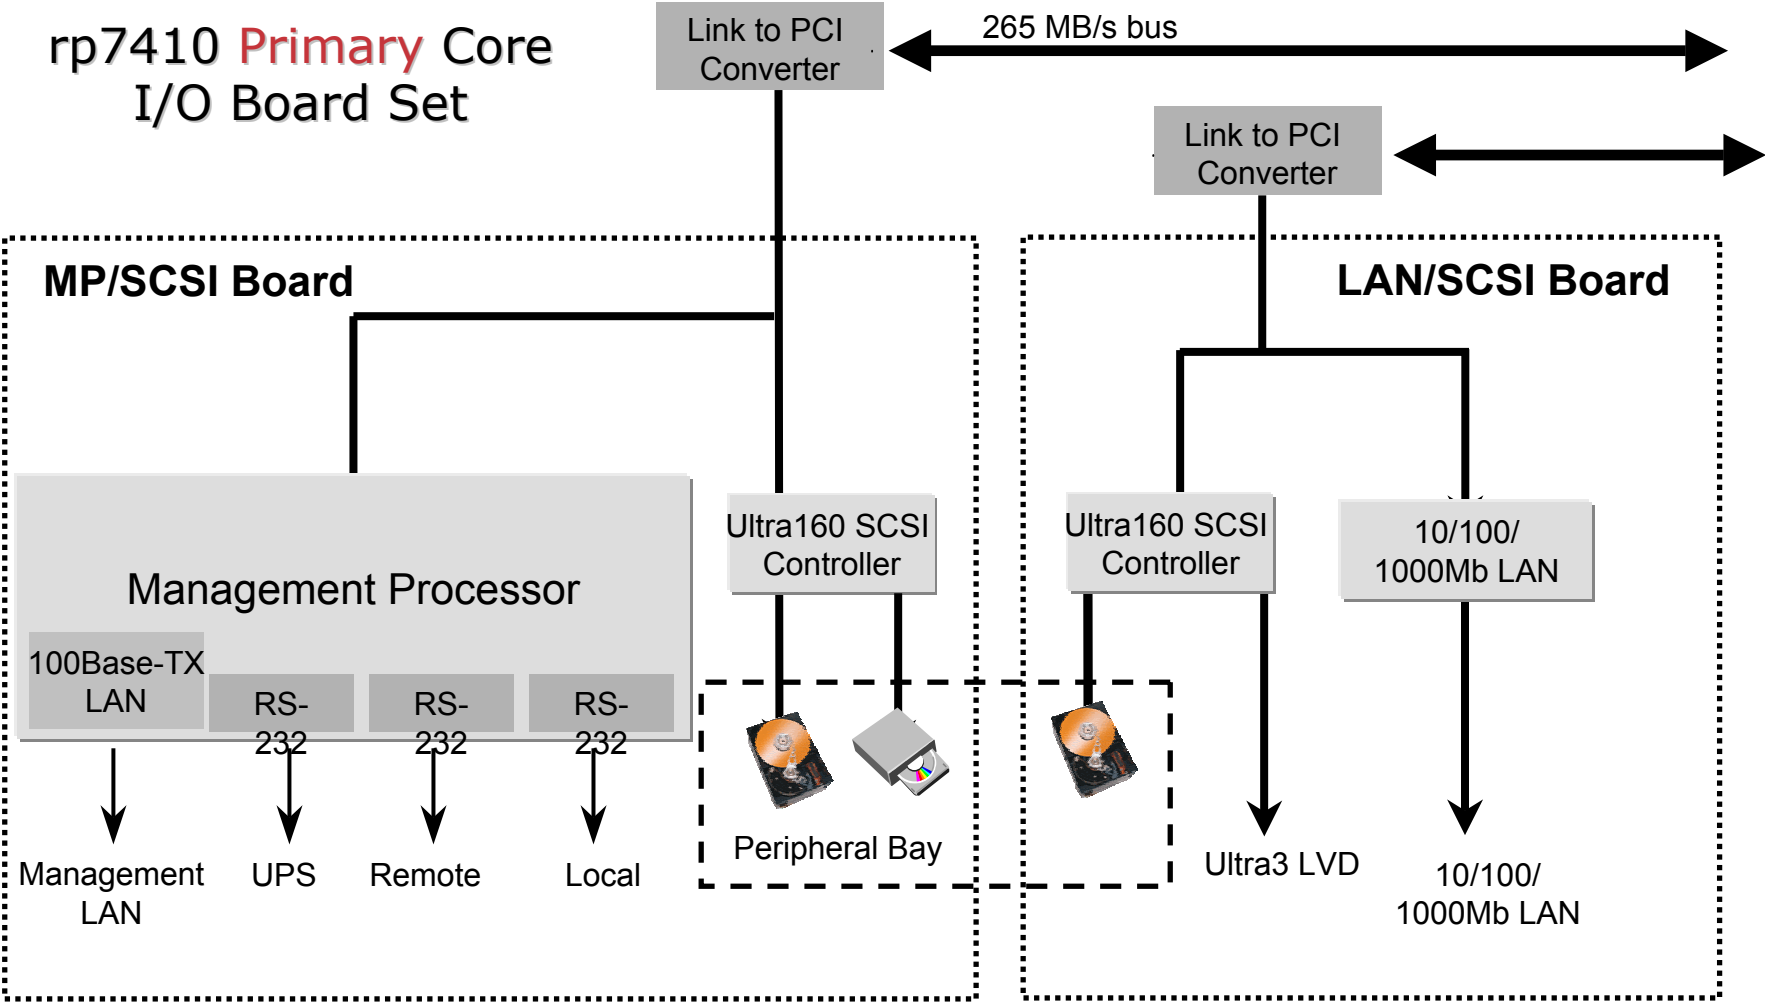 rp7410 Primary Core
I/O Board Set
Link to PCI
Converter
265 MB/s bus
Link to PCI
Converter
MP/SCSI Board
LAN/SCSI Board
Management Processor
100Base-TX
LAN
RS-
232
RS-
232
RS-
232
Ultra160 SCSI
Controller
Ultra160 SCSI
Controller
10/100/
1000Mb LAN
Management
LAN
UPS
Remote
Local
Peripheral Bay
Ultra3 LVD
10/100/
1000Mb LAN